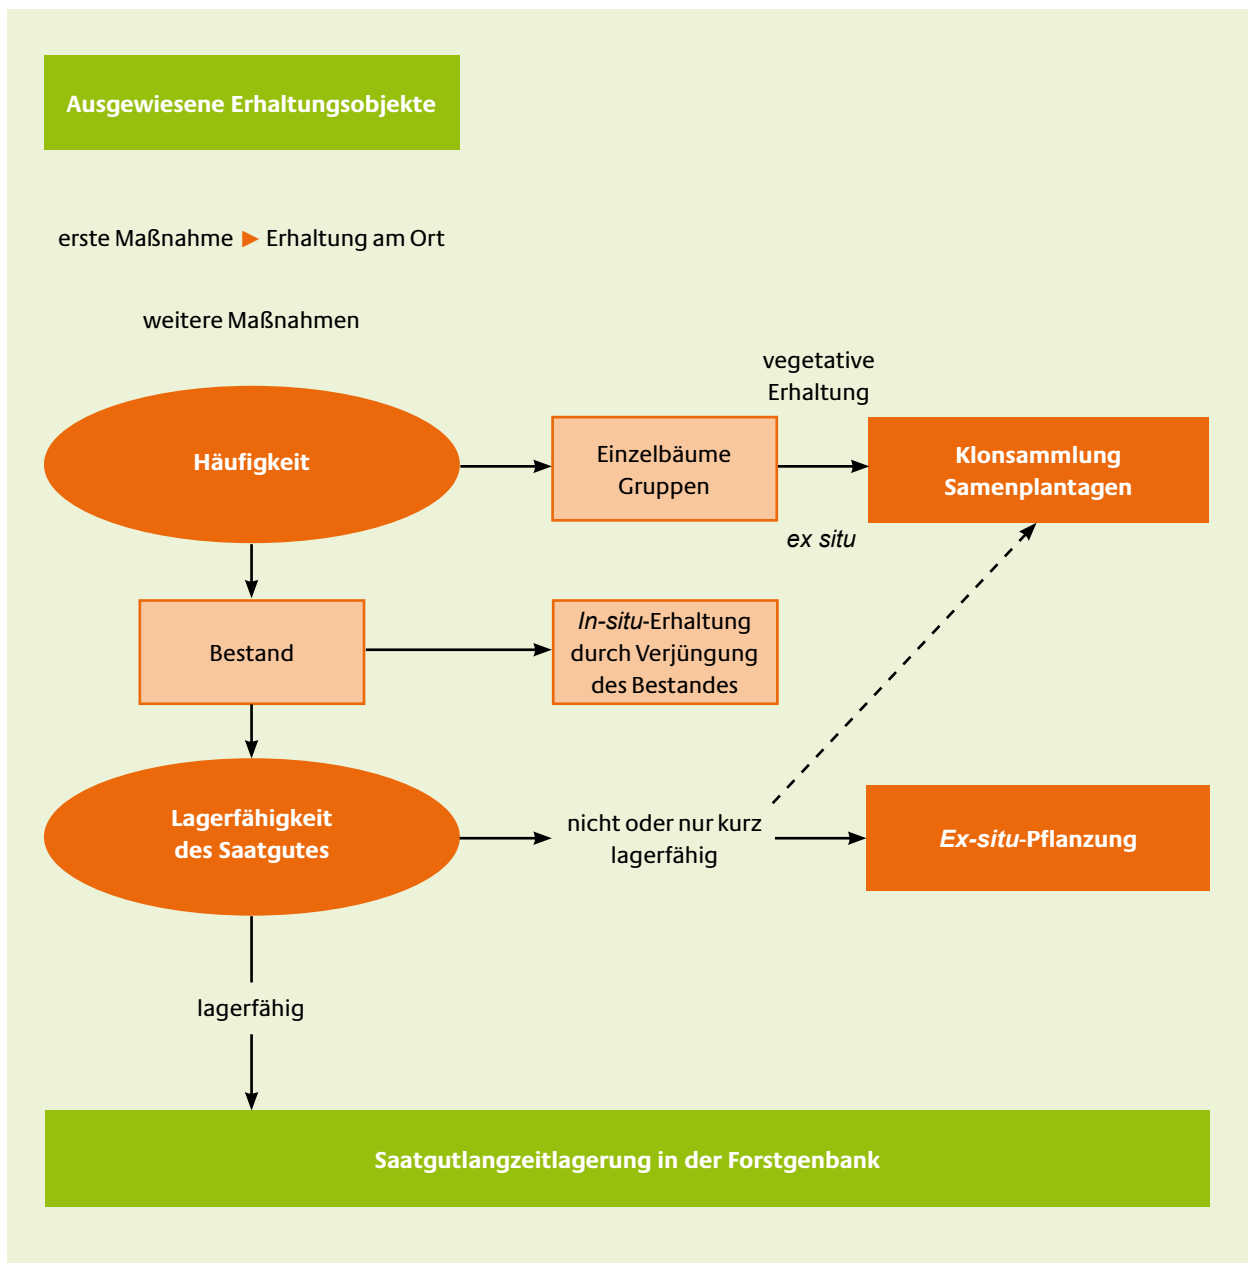 Ausgewiesene Erhaltungsobjekte
erste Maßnahme ▶ Erhaltung am Ort
weitere Maßnahmen
vegetative
Erhaltung
Häufigkeit
Einzelbäume
Gruppen
Klonsammlung
Samenplantagen
ex situ
Bestand
In-situ-Erhaltung
durch Verjüngung
des Bestandes
Lagerfähigkeit
des Saatgutes
nicht oder nur kurz
lagerfähig
Ex-situ-Pflanzung
lagerfähig
Saatgutlangzeitlagerung in der Forstgenbank